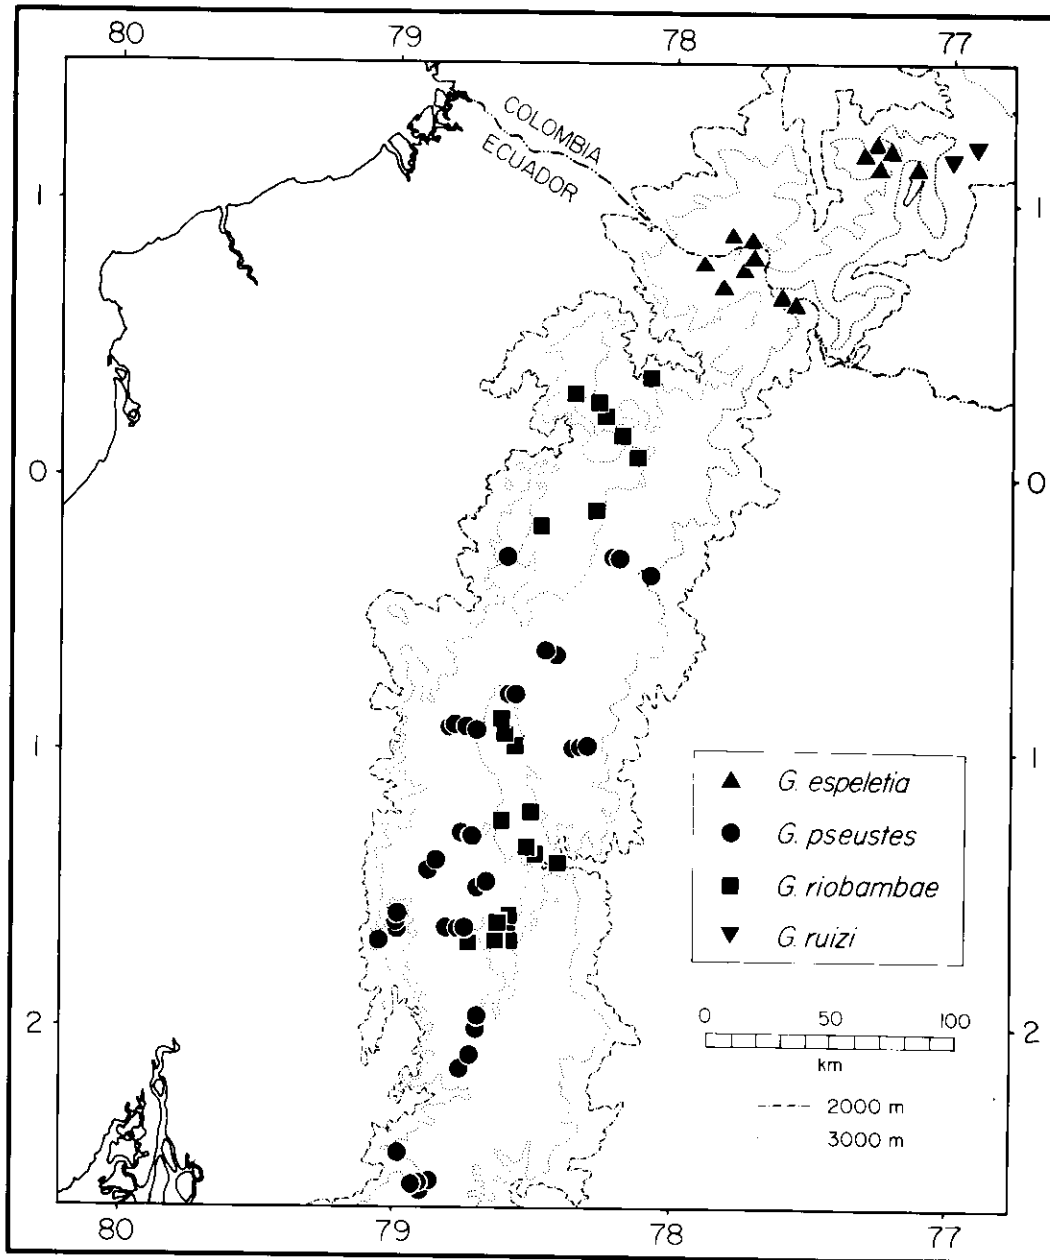 80 79 78 77
COLOMBIA
ECUADOR
1 1
0 0
1 1
G. espeletia
G. pseustes
G. riobambae
G. ruizi
2 2
0 50 100
km
2000 m
3000 m
80 79 78 77